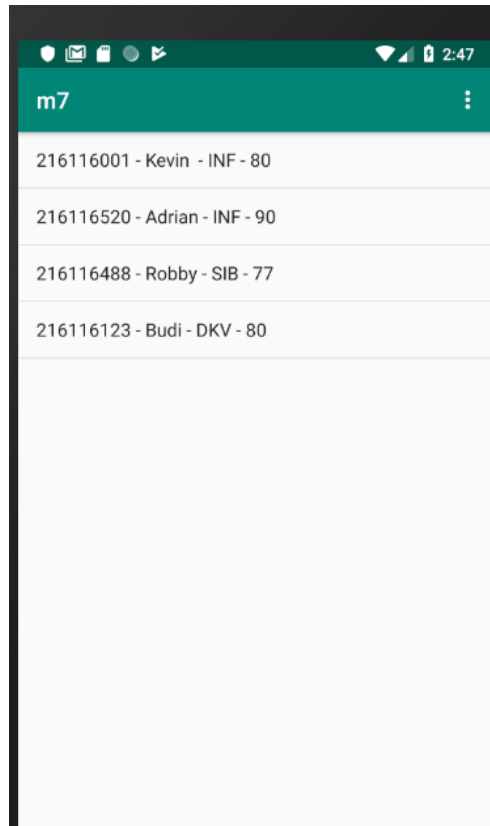 2:47
m7
216116001 - Kevin  - INF - 80
216116520 - Adrian - INF - 90
216116488 - Robby - SIB - 77
216116123 - Budi - DKV - 80